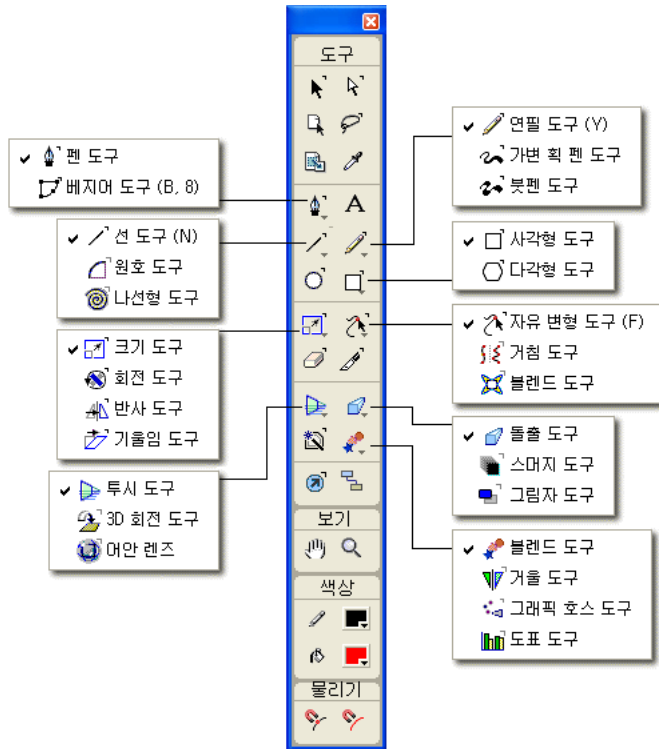 도구
펜 도구
베지어 도구 (B, 8)
선 도구 (N)
원호 도구
나선형 도구
크기 도구
회전 도구
반사 도구
기울임 도구
투시 도구
3D 회전 도구
어안 렌즈
A
보기
색상
물리기
연필 도구 (Y)
가변 획 펜 도구
붓펜 도구
사각형 도구
다각형 도구
자유 변형 도구 (F)
거침 도구
블렌드 도구
돌출 도구
스머지 도구
그림자 도구
블렌드 도구
거울 도구
그래픽 호스 도구
도표 도구